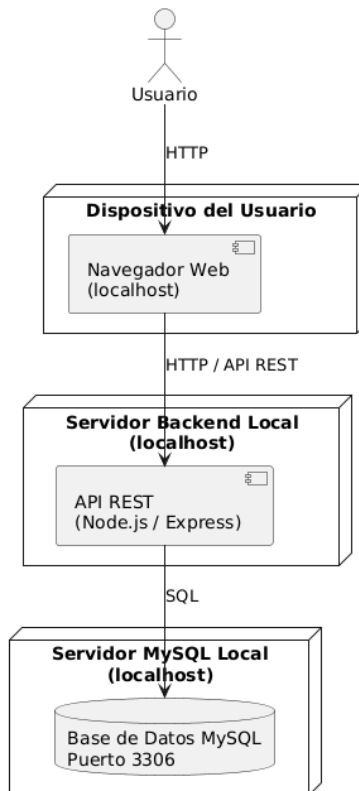 Usuario
HTTP
Dispositivo del Usuario
Navegador Web
(localhost)
HTTP / API REST
Servidor Backend Local
(localhost)
API REST
(Node.js / Express)
SQL
Servidor MySQL Local
(localhost)
Base de Datos MySQL
Puerto 3306